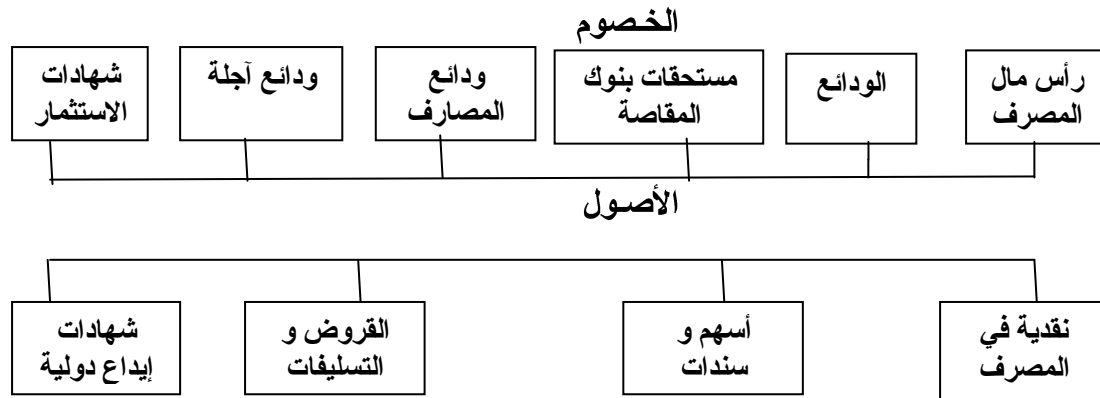 الخصوم
رأس مال
المصرف
الودائع
مستحقات بنوك
المقاصة
ودائع
المصارف
ودائع آجلة
شهادات
الاستثمار
الأصول
نقدية في
المصرف
أسهم و
سندات
القروض و
التسليفات
شهادات
إيداع دولية